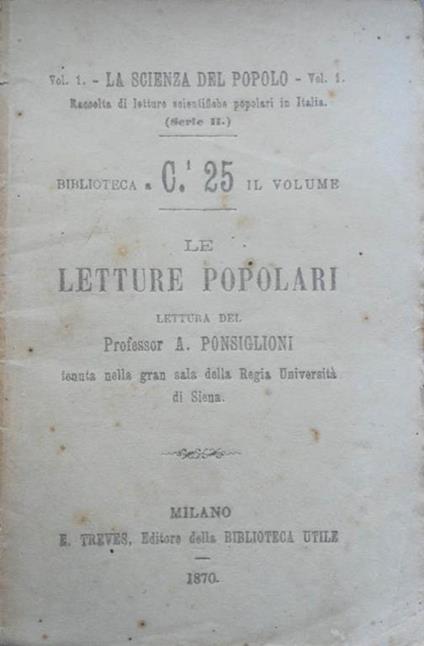 Vol. 1. - LA SCIENZA DEL POPOLO - Vol. 1.
Raccolta di letture scientifiche popolari in Italia.
(Serie II.)
BIBLIOTECA a C.ⁱ 25 IL VOLUME
LE
LETTURE POPOLARI
LETTURA DEL
Professor A. PONSIGLIONI
tenuta nella gran sala della Regia Università
di Siena.
MILANO
E. TREVES, Editore della BIBLIOTECA UTILE
1870.